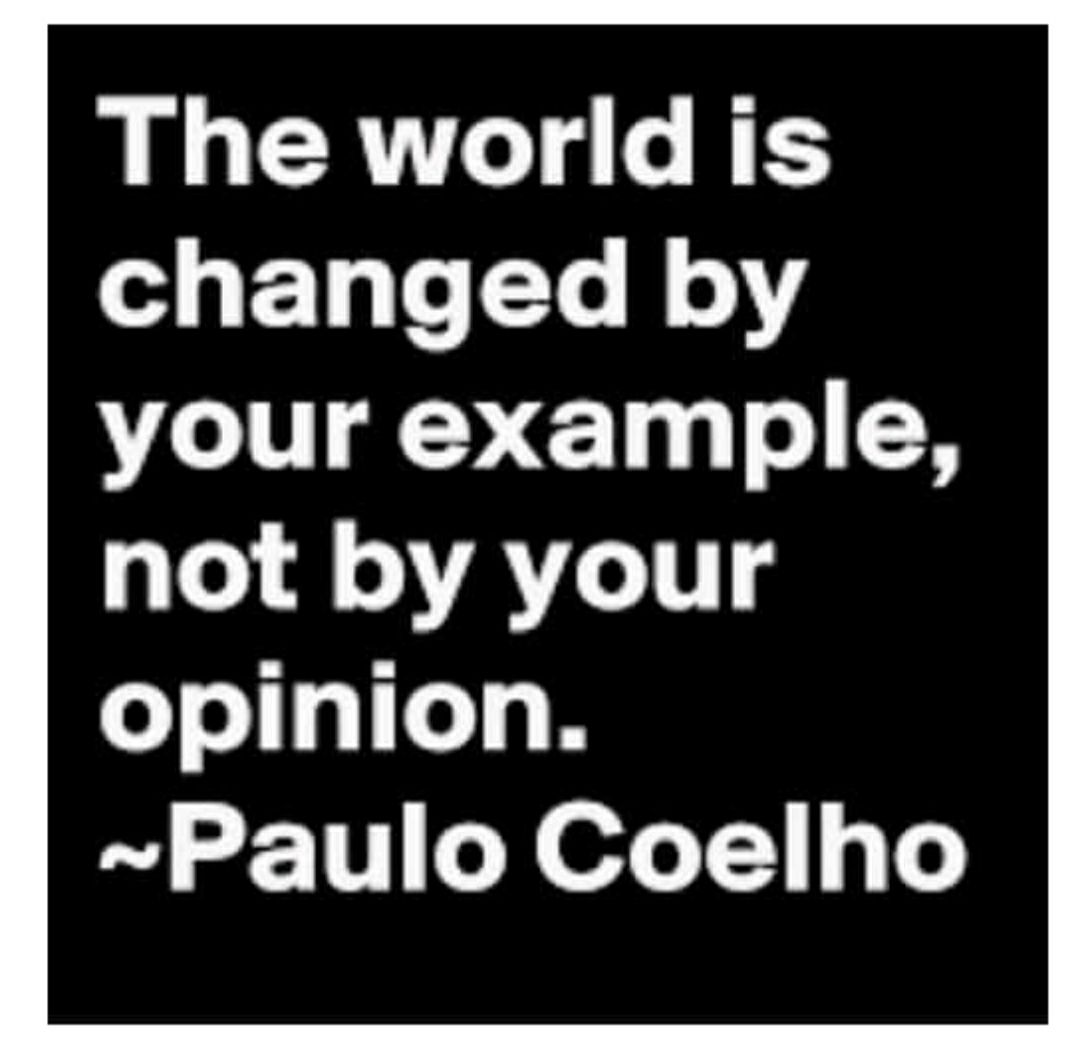 The world is
changed by
your example,
not by your
opinion.
~Paulo Coelho